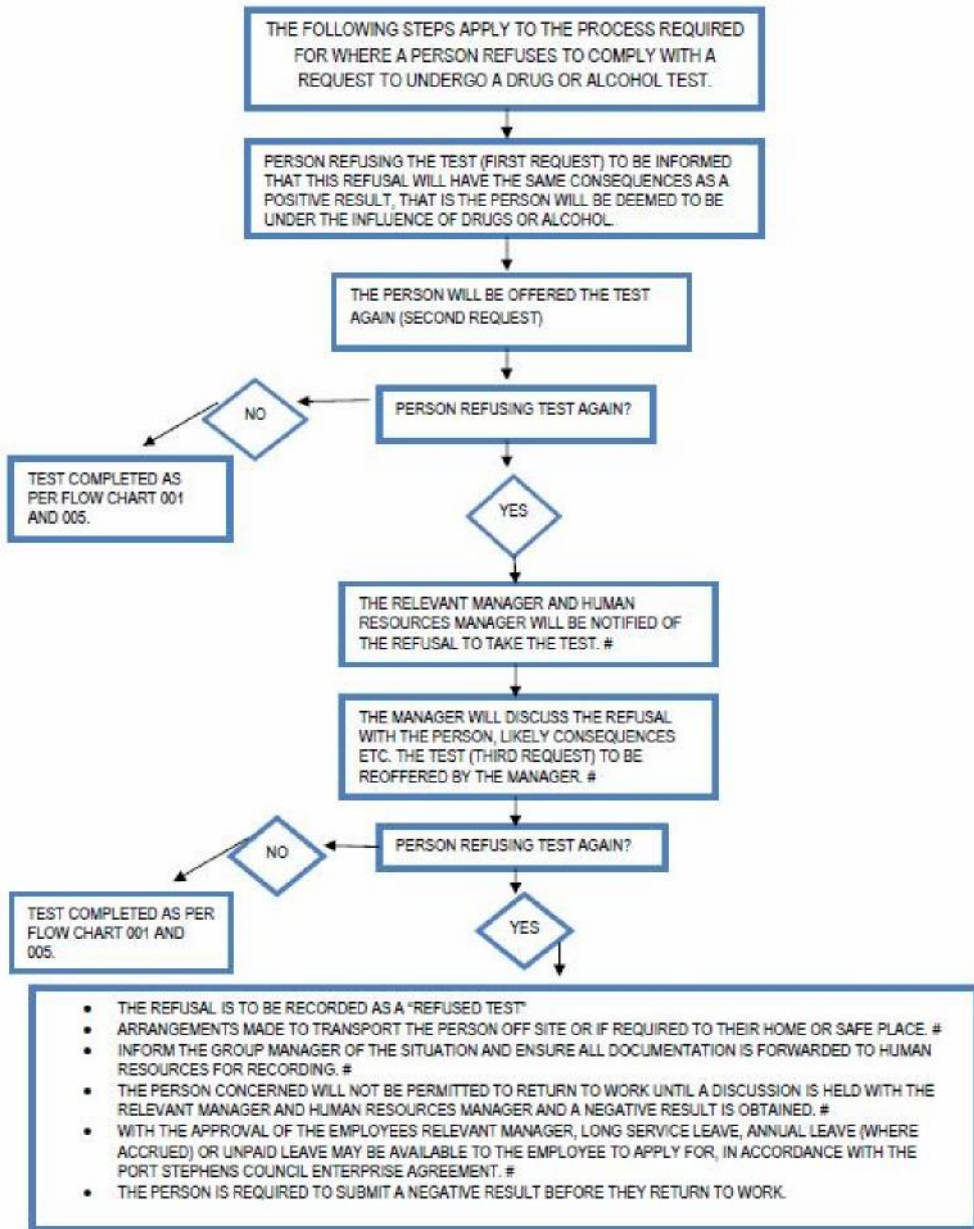 THE FOLLOWING STEPS APPLY TO THE PROCESS REQUIRED
FOR WHERE A PERSON REFUSES TO COMPLY WITH A
REQUEST TO UNDERGO A DRUG OR ALCOHOL TEST.
PERSON REFUSING THE TEST (FIRST REQUEST) TO BE INFORMED
THAT THIS REFUSAL WILL HAVE THE SAME CONSEQUENCES AS A
POSITIVE RESULT, THAT IS THE PERSON WILL BE DEEMED TO BE
UNDER THE INFLUENCE OF DRUGS OR ALCOHOL.
THE PERSON WILL BE OFFERED THE TEST
AGAIN (SECOND REQUEST)
PERSON REFUSING TEST AGAIN?
NO
TEST COMPLETED AS
PER FLOW CHART 001
AND 005.
YES
THE RELEVANT MANAGER AND HUMAN
RESOURCES MANAGER WILL BE NOTIFIED OF
THE REFUSAL TO TAKE THE TEST. #
THE MANAGER WILL DISCUSS THE REFUSAL
WITH THE PERSON, LIKELY CONSEQUENCES
ETC. THE TEST (THIRD REQUEST) TO BE
REOFFERED BY THE MANAGER. #
PERSON REFUSING TEST AGAIN?
NO
TEST COMPLETED AS PER
FLOW CHART 001 AND
005.
YES
• THE REFUSAL IS TO BE RECORDED AS A "REFUSED TEST"
• ARRANGEMENTS MADE TO TRANSPORT THE PERSON OFF SITE OR IF REQUIRED TO THEIR HOME OR SAFE PLACE. #
• INFORM THE GROUP MANAGER OF THE SITUATION AND ENSURE ALL DOCUMENTATION IS FORWARDED TO HUMAN
RESOURCES FOR RECORDING. #
• THE PERSON CONCERNED WILL NOT BE PERMITTED TO RETURN TO WORK UNTIL A DISCUSSION IS HELD WITH THE
RELEVANT MANAGER AND HUMAN RESOURCES MANAGER AND A NEGATIVE RESULT IS OBTAINED. #
• WITH THE APPROVAL OF THE EMPLOYEES RELEVANT MANAGER, LONG SERVICE LEAVE, ANNUAL LEAVE (WHERE
ACCRUED) OR UNPAID LEAVE MAY BE AVAILABLE TO THE EMPLOYEE TO APPLY FOR, IN ACCORDANCE WITH THE
PORT STEPHENS COUNCIL ENTERPRISE AGREEMENT. #
• THE PERSON IS REQUIRED TO SUBMIT A NEGATIVE RESULT BEFORE THEY RETURN TO WORK.